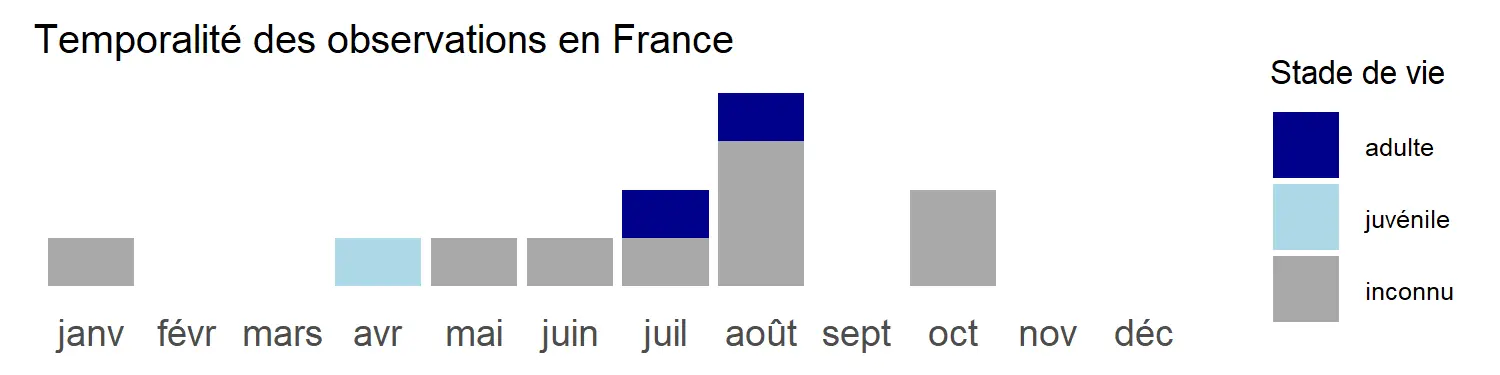 Temporalité des observations en France
Stade de vie
adulte
juvénile
inconnu
janv févr mars avr mai juin juil août sept oct nov déc